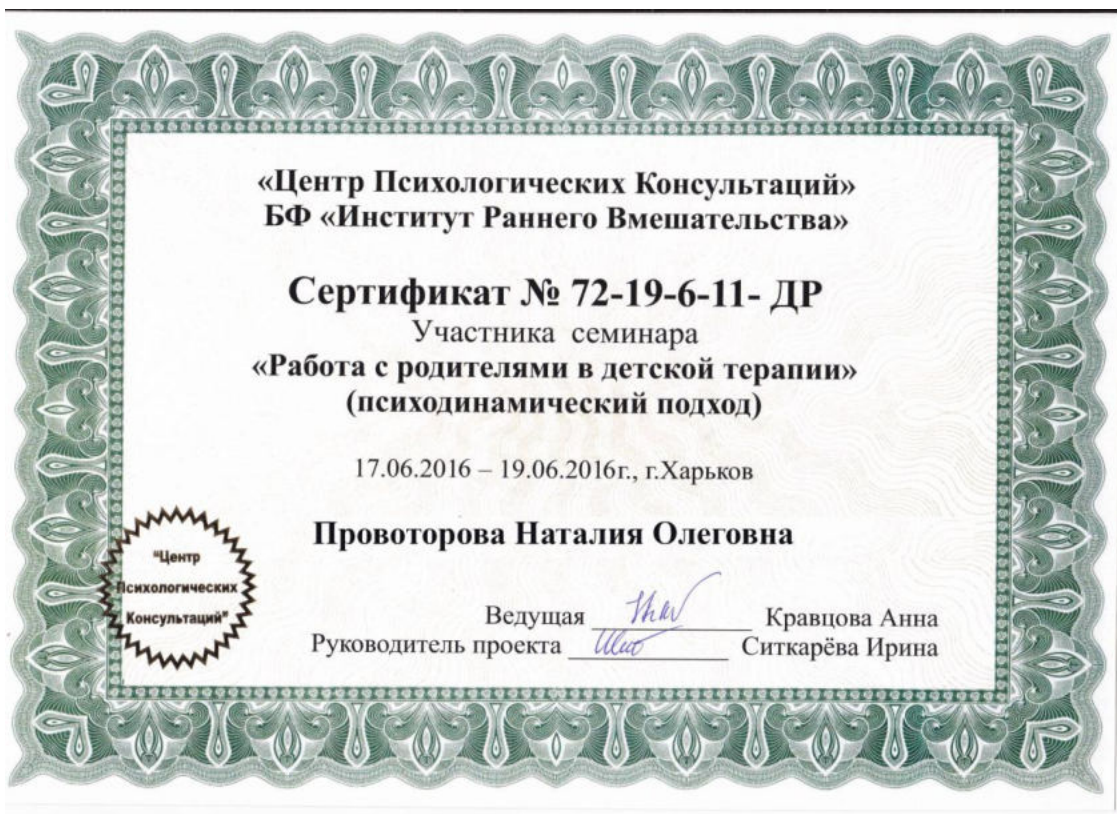 «Центр Психологических Консультаций»
БФ «Институт Раннего Вмешательства»
Сертификат № 72-19-6-11- ДР
Участника семинара
«Работа с родителями в детской терапии»
(психодинамический подход)
17.06.2016 – 19.06.2016г., г.Харьков
Провоторова Наталия Олеговна
"Центр
Психологических
Консультаций"
Ведущая Кравцова Анна
Руководитель проекта Ситкарёва Ирина